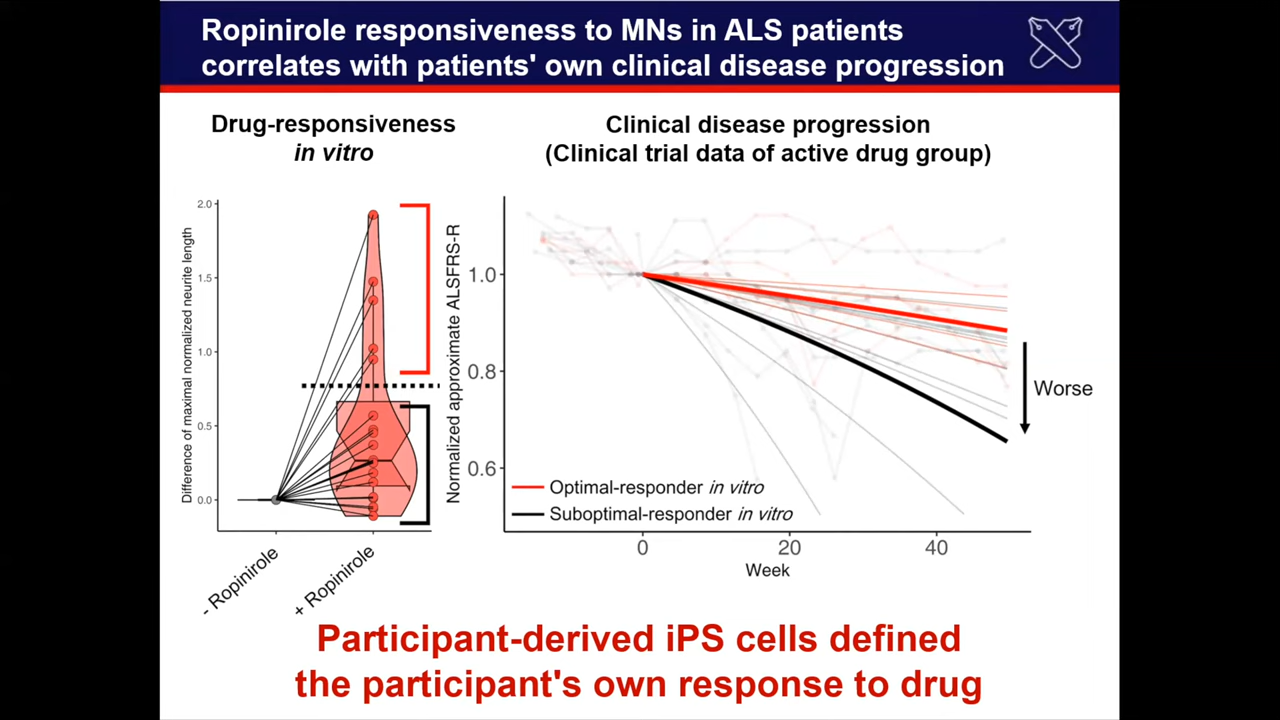 Ropinirole responsiveness to MNs in ALS patients
correlates with patients' own clinical disease progression
Drug-responsiveness
in vitro
Difference of maximal normalized neurite length
2.0
1.5
1.0
0.5
0.0
- Ropinirole
+ Ropinirole
Clinical disease progression
(Clinical trial data of active drug group)
Normalized approximate ALSFRS-R
1.0
0.8
0.6
Worse
Optimal-responder in vitro
Suboptimal-responder in vitro
0 20 40
Week
Participant-derived iPS cells defined
the participant's own response to drug